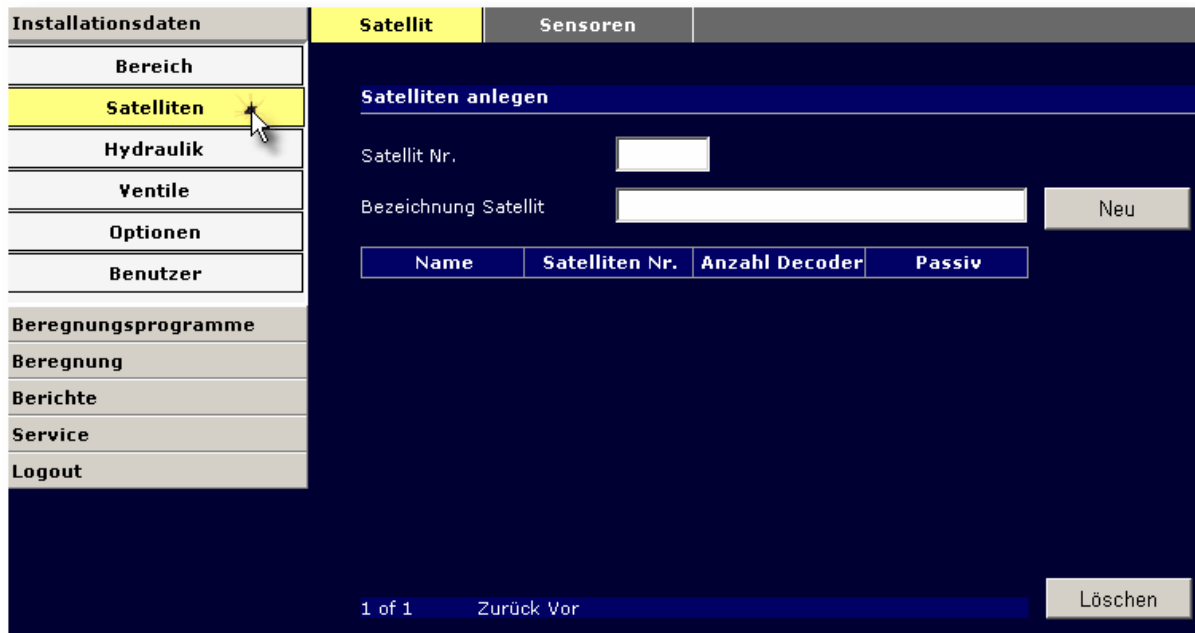 Installationsdaten
Bereich
Satelliten
Hydraulik
Ventile
Optionen
Benutzer
Beregnungsprogramme
Beregnung
Berichte
Service
Logout
Satellit Sensoren
Satelliten anlegen
Satellit Nr.
Bezeichnung Satellit Neu
Name Satelliten Nr. Anzahl Decoder Passiv
1 of 1 Zurück Vor Löschen